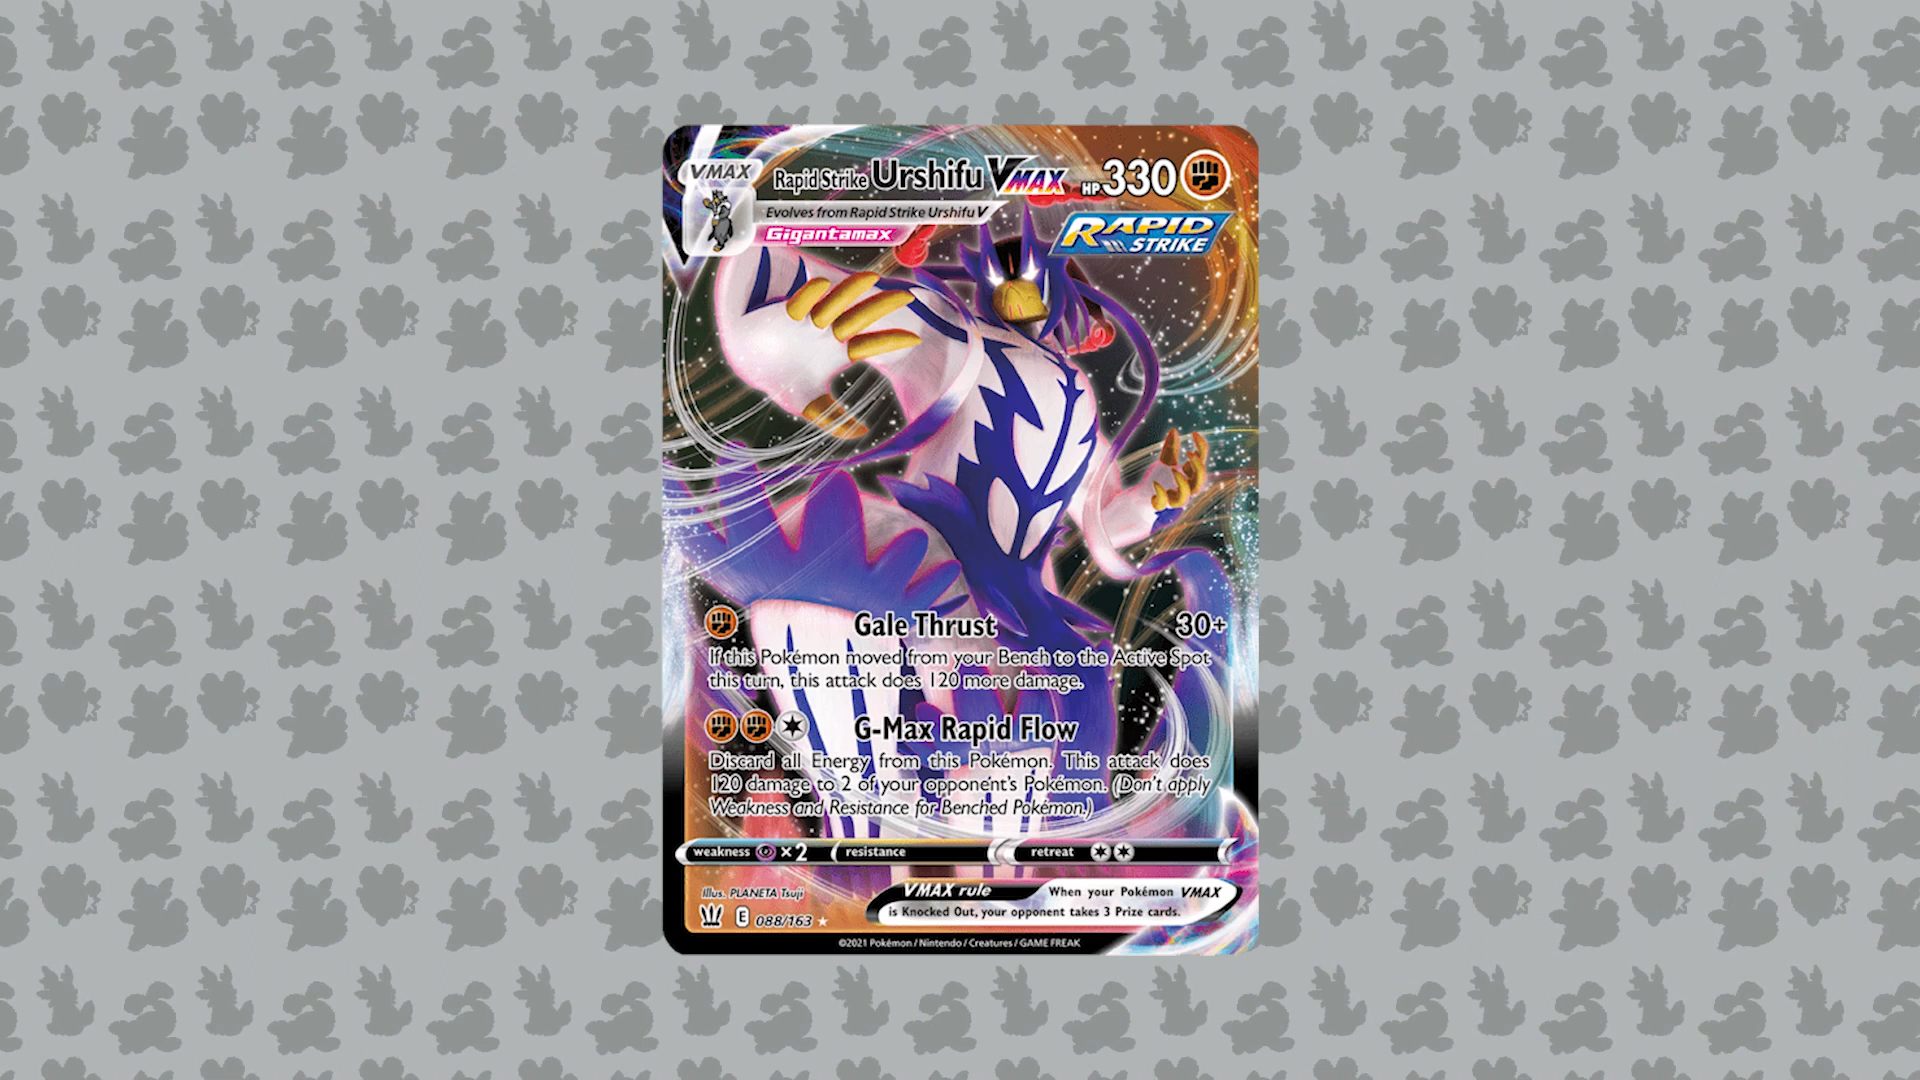 VMAX
Rapid Strike Urshifu VMAX HP 330
Evolves from Rapid Strike Urshifu V
Gigantamax
RAPID
STRIKE
Gale Thrust 30+
If this Pokémon moved from your Bench to the Active Spot
this turn, this attack does 120 more damage.
G-Max Rapid Flow
Discard all Energy from this Pokémon. This attack does
120 damage to 2 of your opponent's Pokémon. (Don't apply
Weakness and Resistance for Benched Pokémon.)
weakness ×2 resistance retreat
Illus. PLANETA Tsuji
E 088/163
VMAX rule When your Pokémon VMAX
is Knocked Out, your opponent takes 3 Prize cards.
©2021 Pokémon / Nintendo / Creatures / GAME FREAK